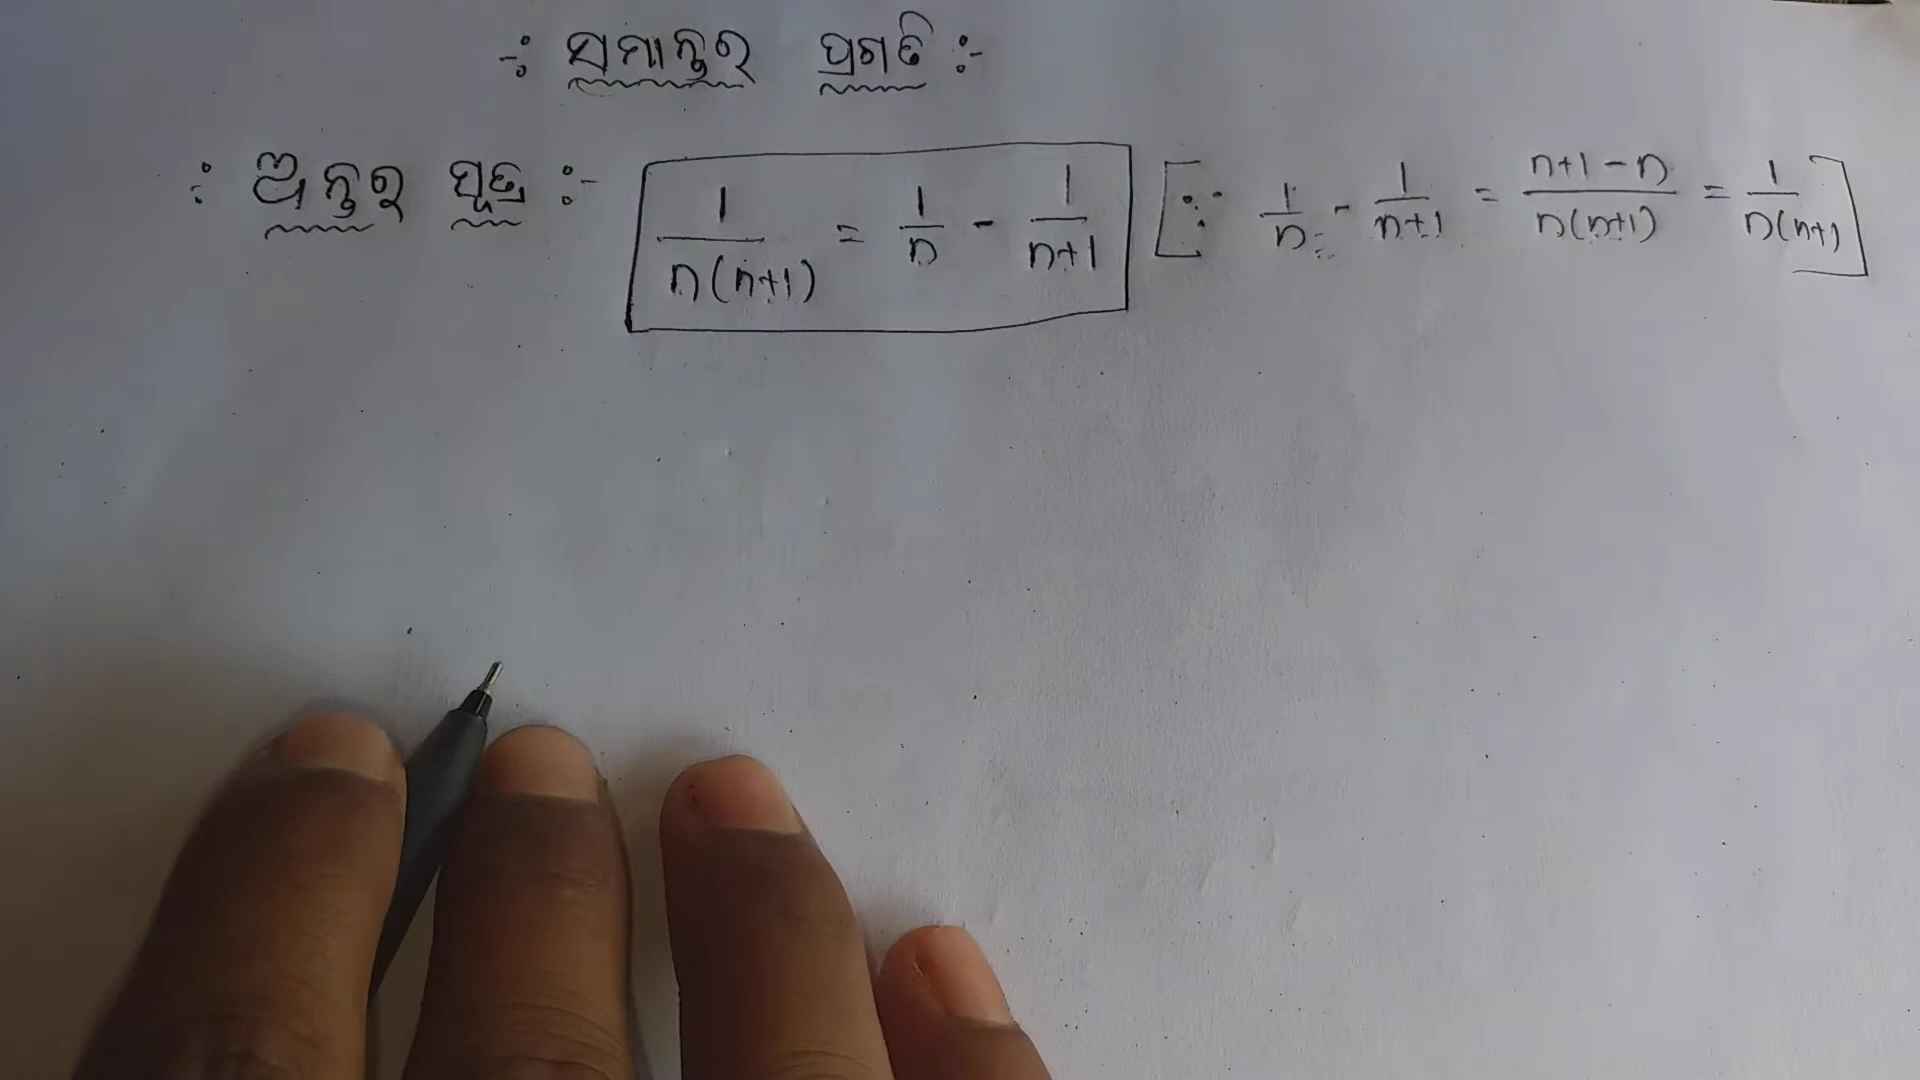 -: ସମାନ୍ତର ପ୍ରଗତି :-
: ଅନ୍ତର ସୂତ୍ର :- 1/n(n+1) = 1/n - 1/n+1 [∵ 1/n - 1/n+1 = n+1-n/n(n+1) = 1/n(n+1)]